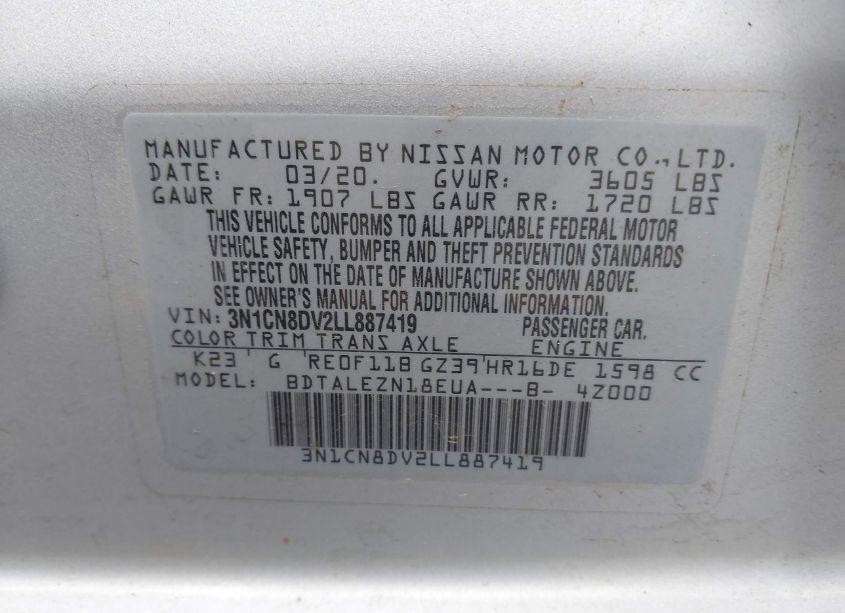 MANUFACTURED BY NISSAN MOTOR CO.,LTD.
DATE: 03/20. GVWR: 3605 LBS
GAWR FR: 1907 LBS GAWR RR: 1720 LBS
THIS VEHICLE CONFORMS TO ALL APPLICABLE FEDERAL MOTOR
VEHICLE SAFETY, BUMPER AND THEFT PREVENTION STANDARDS
IN EFFECT ON THE DATE OF MANUFACTURE SHOWN ABOVE.
SEE OWNER'S MANUAL FOR ADDITIONAL INFORMATION.
VIN: 3N1CN8DV2LL887419 PASSENGER CAR.
COLOR TRIM TRANS AXLE ENGINE
K23 ' G ' RE0F11B GZ39'HR16DE 1598 CC
MODEL: BDTALEZN18EUA---B- 4Z000
3N1CN8DV2LL887419